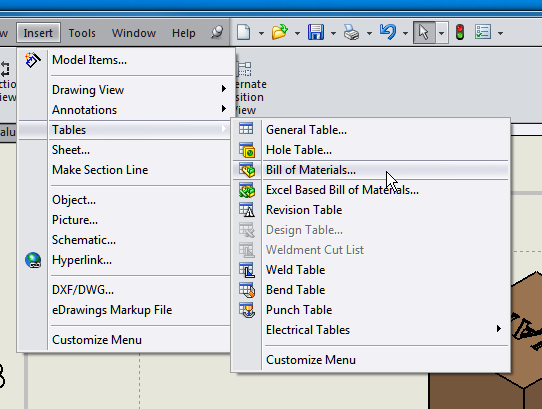 w Insert Tools Window Help
Model Items...
Drawing View
Annotations
Tables
Sheet...
Make Section Line
Object...
Picture...
Schematic...
Hyperlink...
DXF/DWG...
eDrawings Markup File
Customize Menu
ctio
iew
alu
ernate
sition
View
General Table...
Hole Table...
Bill of Materials...
Excel Based Bill of Materials...
Revision Table
Design Table...
Weldment Cut List
Weld Table
Bend Table
Punch Table
Electrical Tables
Customize Menu